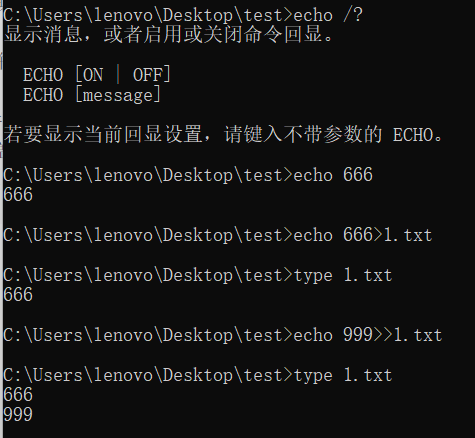 C:\Users\lenovo\Desktop\test>echo /?
显示消息，或者启用或关闭命令回显。
ECHO [ON | OFF]
ECHO [message]
若要显示当前回显设置，请键入不带参数的 ECHO。
C:\Users\lenovo\Desktop\test>echo 666
666
C:\Users\lenovo\Desktop\test>echo 666>1.txt
C:\Users\lenovo\Desktop\test>type 1.txt
666
C:\Users\lenovo\Desktop\test>echo 999>>1.txt
C:\Users\lenovo\Desktop\test>type 1.txt
666
999